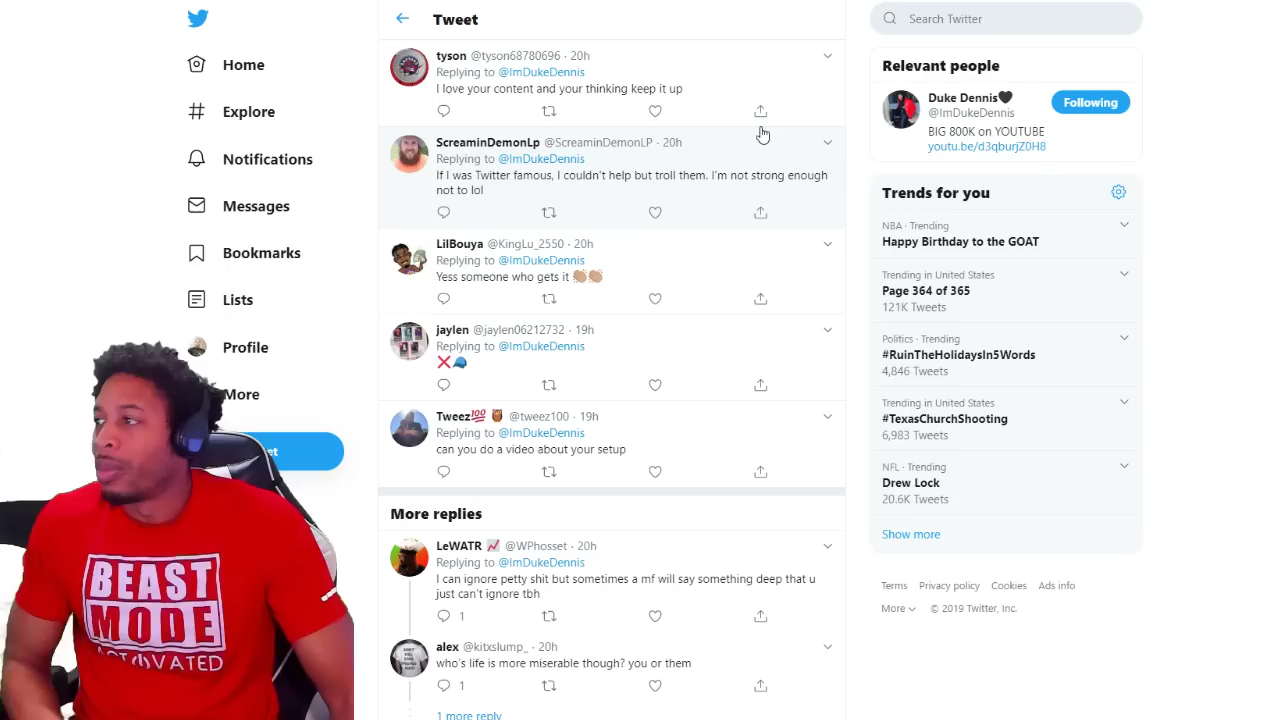 Home
Explore
Notifications
Messages
Bookmarks
Lists
Profile
More
BEAST
MODE
Tweet
tyson @tyson68780696 · 20h
Replying to @ImDukeDennis
I love your content and your thinking keep it up
ScreaminDemonLp @ScreaminDemonLP · 20h
Replying to @ImDukeDennis
If I was Twitter famous, I couldn't help but troll them. I'm not strong enough
not to lol
LilBouya @KingLu_2550 · 20h
Replying to @ImDukeDennis
Yess someone who gets it 👏🏽👏🏽
jaylen @jaylen06212732 · 19h
Replying to @ImDukeDennis
❌🧢
Tweez💯 🦉 @tweez100 · 19h
Replying to @ImDukeDennis
can you do a video about your setup
More replies
LeWATR 📈 @WPhosset · 20h
Replying to @ImDukeDennis
I can ignore petty shit but sometimes a mf will say something deep that u
just can't ignore tbh
1
alex @kitxslump_ · 20h
who's life is more miserable though? you or them
1
1 more reply
Search Twitter
Relevant people
Duke Dennis🖤
@ImDukeDennis
Following
BIG 800K on YOUTUBE
youtu.be/d3qburjZ0H8
Trends for you
NBA · Trending
Happy Birthday to the GOAT
Trending in United States
Page 364 of 365
121K Tweets
Politics · Trending
#RuinTheHolidaysIn5Words
4,846 Tweets
Trending in United States
#TexasChurchShooting
6,983 Tweets
NFL · Trending
Drew Lock
20.6K Tweets
Show more
Terms Privacy policy Cookies Ads info
More © 2019 Twitter, Inc.